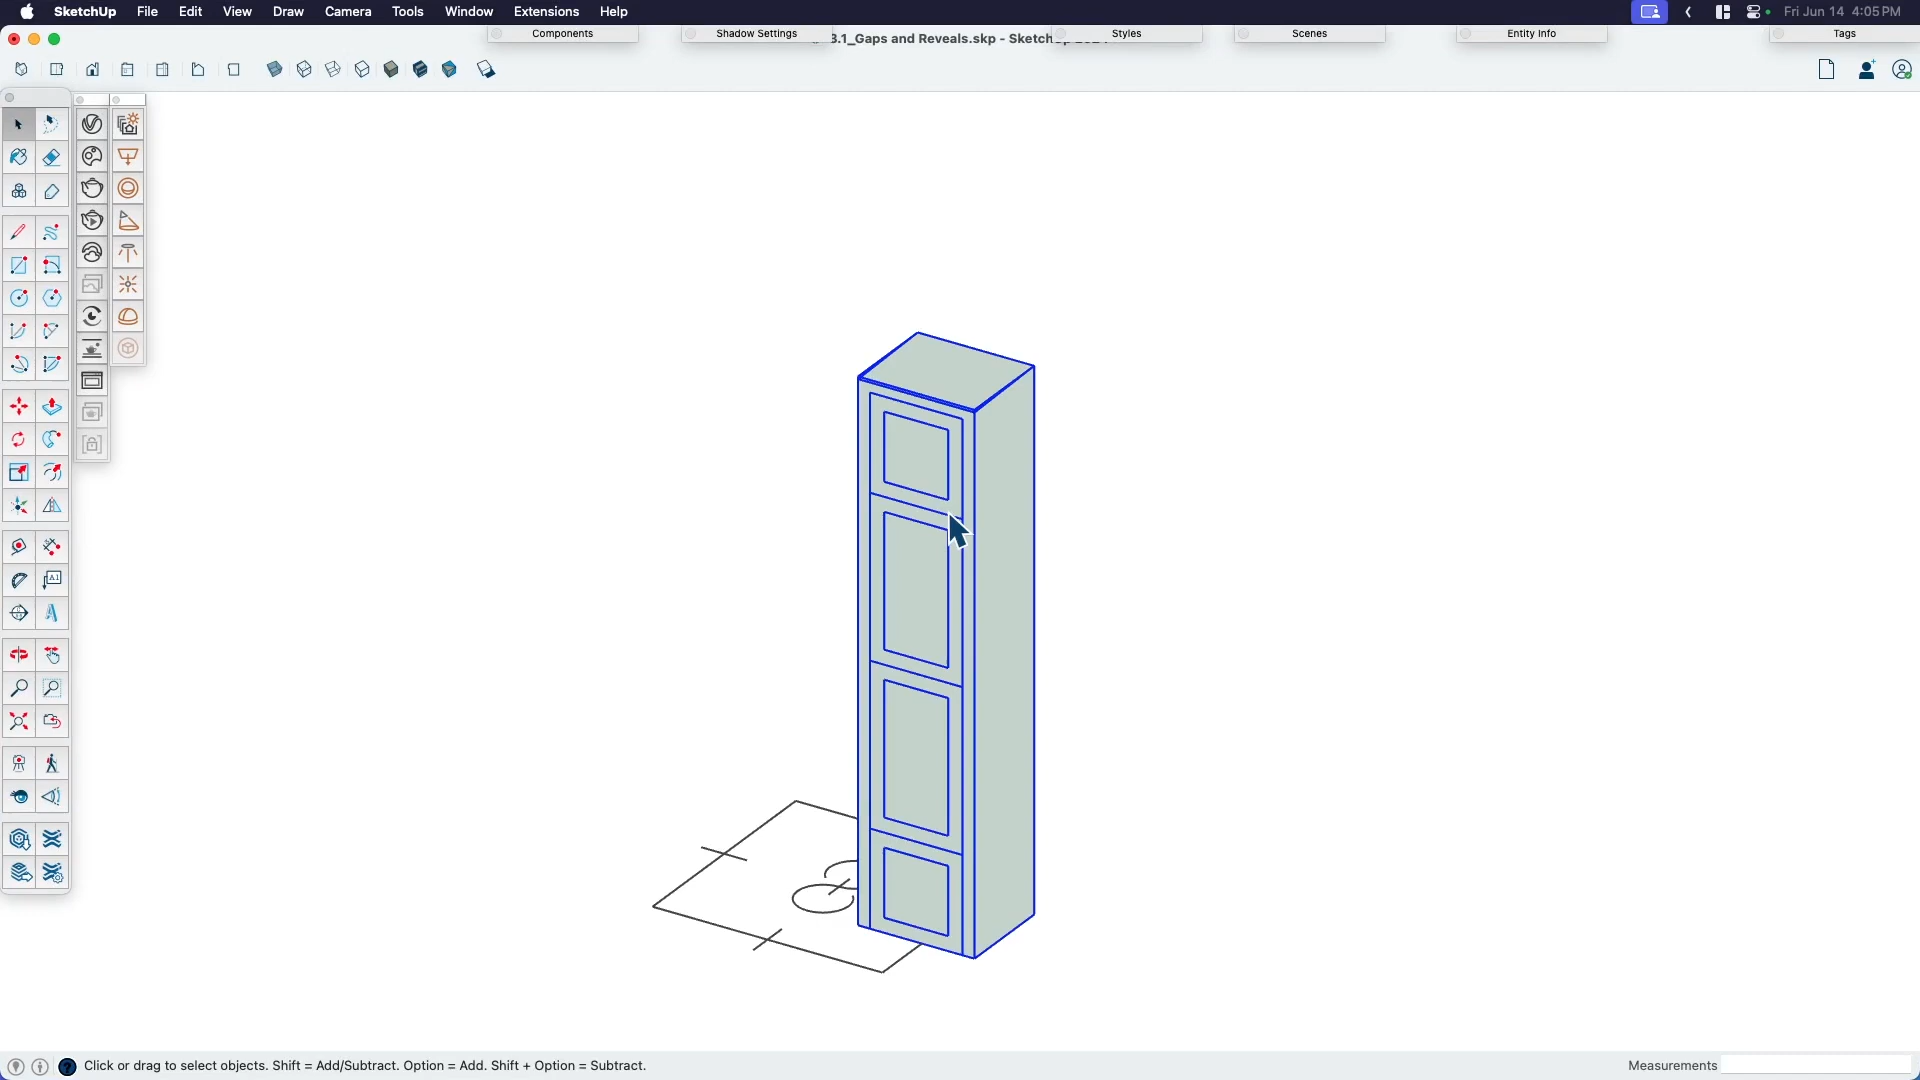 SketchUp File Edit View Draw Camera Tools Window Extensions Help Fri Jun 14 4:05 PM
Components Shadow Settings 3.1_Gaps and Reveals.skp - Sketch Styles Scenes Entity Info Tags
A1
Click or drag to select objects. Shift = Add/Subtract. Option = Add. Shift + Option = Subtract. Measurements